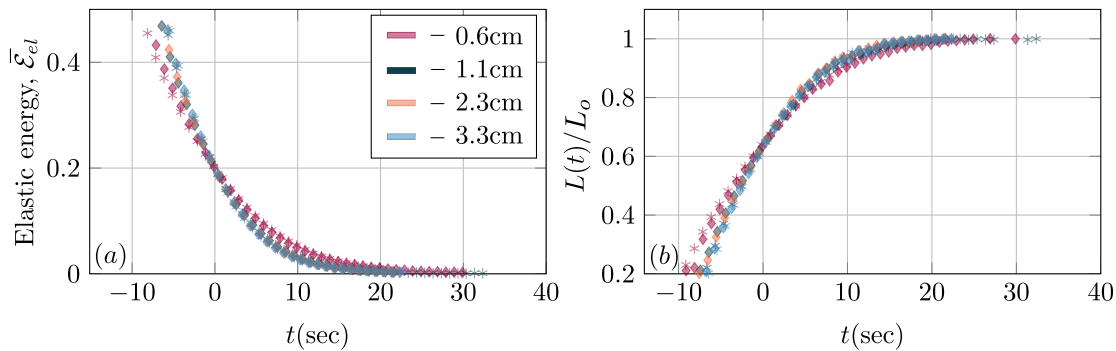 Elastic energy, $\overline{\mathcal{E}}_{el}$
0.4
0.2
0
(a)
−10 0 10 20 30 40
t(sec)
− 0.6cm
− 1.1cm
− 2.3cm
− 3.3cm
L(t)/L_o
1
0.8
0.6
0.4
0.2
(b)
−10 0 10 20 30 40
t(sec)